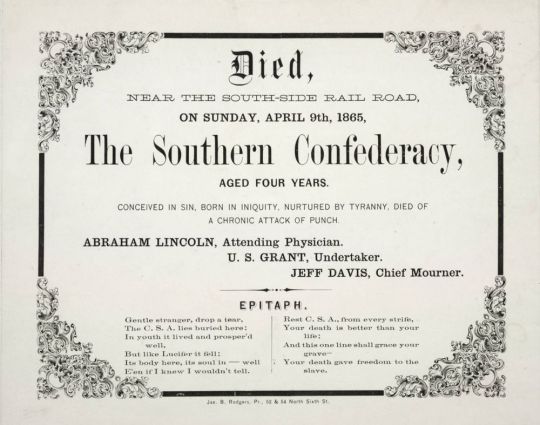 Died,
NEAR THE SOUTH-SIDE RAIL ROAD,
ON SUNDAY, APRIL 9th, 1865,
The Southern Confederacy,
AGED FOUR YEARS.
CONCEIVED IN SIN, BORN IN INIQUITY, NURTURED BY TYRANNY, DIED OF
A CHRONIC ATTACK OF PUNCH.
ABRAHAM LINCOLN, Attending Physician.
U. S. GRANT, Undertaker.
JEFF DAVIS, Chief Mourner.
EPITAPH.
Gentle stranger, drop a tear,
The C. S. A. lies buried here;
In youth it lived and prosper'd
well,
But like Lucifer it fell;
Its body here, its soul in — well
E'en if I knew I wouldn't tell.
Rest C. S. A., from every strife,
Your death is better than your
life;
And this one line shall grace your
grave—
Your death gave freedom to the
slave.
Jas. B. Rodgers, Pr., 52 & 54 North Sixth St.